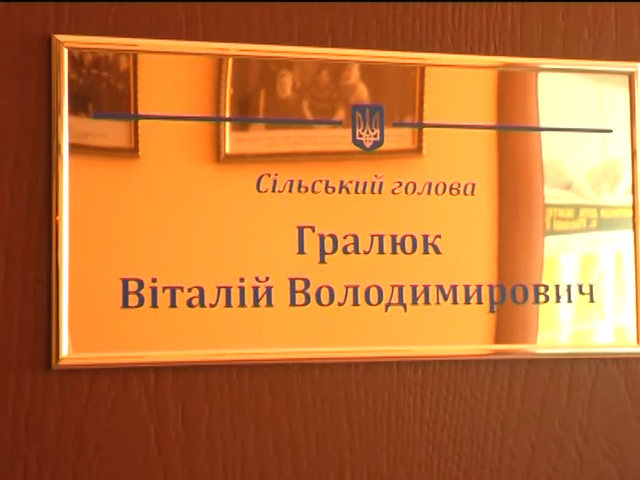 Сільський голова
Гралюк
Віталій Володимирович